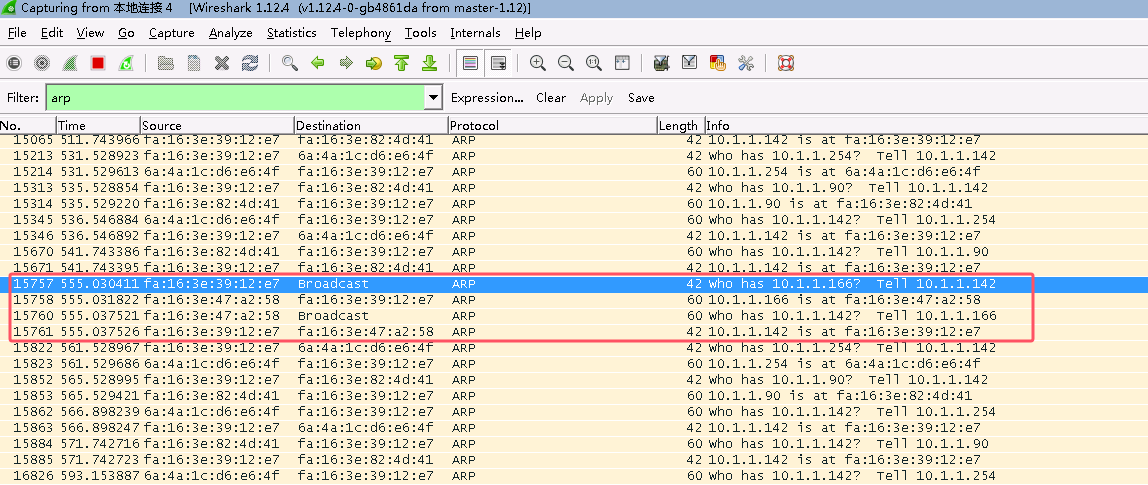 Capturing from 本地连接 4   [Wireshark 1.12.4  (v1.12.4-0-gb4861da from master-1.12)]
File Edit View Go Capture Analyze Statistics Telephony Tools Internals Help
Filter: arp Expression... Clear Apply Save
No. Time Source Destination Protocol Length Info
15065 511.743966 fa:16:3e:39:12:e7 fa:16:3e:82:4d:41 ARP 42 10.1.1.142 is at fa:16:3e:39:12:e7
15213 531.528923 fa:16:3e:39:12:e7 6a:4a:1c:d6:e6:4f ARP 42 Who has 10.1.1.254?  Tell 10.1.1.142
15214 531.529613 6a:4a:1c:d6:e6:4f fa:16:3e:39:12:e7 ARP 60 10.1.1.254 is at 6a:4a:1c:d6:e6:4f
15313 535.528854 fa:16:3e:39:12:e7 fa:16:3e:82:4d:41 ARP 42 Who has 10.1.1.90?  Tell 10.1.1.142
15314 535.529220 fa:16:3e:82:4d:41 fa:16:3e:39:12:e7 ARP 60 10.1.1.90 is at fa:16:3e:82:4d:41
15345 536.546884 6a:4a:1c:d6:e6:4f fa:16:3e:39:12:e7 ARP 60 Who has 10.1.1.142?  Tell 10.1.1.254
15346 536.546892 fa:16:3e:39:12:e7 6a:4a:1c:d6:e6:4f ARP 42 10.1.1.142 is at fa:16:3e:39:12:e7
15670 541.743386 fa:16:3e:82:4d:41 fa:16:3e:39:12:e7 ARP 60 Who has 10.1.1.142?  Tell 10.1.1.90
15671 541.743395 fa:16:3e:39:12:e7 fa:16:3e:82:4d:41 ARP 42 10.1.1.142 is at fa:16:3e:39:12:e7
15757 555.030411 fa:16:3e:39:12:e7 Broadcast ARP 42 Who has 10.1.1.166?  Tell 10.1.1.142
15758 555.031822 fa:16:3e:47:a2:58 fa:16:3e:39:12:e7 ARP 60 10.1.1.166 is at fa:16:3e:47:a2:58
15760 555.037521 fa:16:3e:47:a2:58 Broadcast ARP 60 Who has 10.1.1.142?  Tell 10.1.1.166
15761 555.037526 fa:16:3e:39:12:e7 fa:16:3e:47:a2:58 ARP 42 10.1.1.142 is at fa:16:3e:39:12:e7
15822 561.528967 fa:16:3e:39:12:e7 6a:4a:1c:d6:e6:4f ARP 42 Who has 10.1.1.254?  Tell 10.1.1.142
15823 561.529686 6a:4a:1c:d6:e6:4f fa:16:3e:39:12:e7 ARP 60 10.1.1.254 is at 6a:4a:1c:d6:e6:4f
15852 565.528995 fa:16:3e:39:12:e7 fa:16:3e:82:4d:41 ARP 42 Who has 10.1.1.90?  Tell 10.1.1.142
15853 565.529421 fa:16:3e:82:4d:41 fa:16:3e:39:12:e7 ARP 60 10.1.1.90 is at fa:16:3e:82:4d:41
15862 566.898239 6a:4a:1c:d6:e6:4f fa:16:3e:39:12:e7 ARP 60 Who has 10.1.1.142?  Tell 10.1.1.254
15863 566.898247 fa:16:3e:39:12:e7 6a:4a:1c:d6:e6:4f ARP 42 10.1.1.142 is at fa:16:3e:39:12:e7
15884 571.742716 fa:16:3e:82:4d:41 fa:16:3e:39:12:e7 ARP 60 Who has 10.1.1.142?  Tell 10.1.1.90
15885 571.742723 fa:16:3e:39:12:e7 fa:16:3e:82:4d:41 ARP 42 10.1.1.142 is at fa:16:3e:39:12:e7
16826 593.153887 6a:4a:1c:d6:e6:4f fa:16:3e:39:12:e7 ARP 60 Who has 10.1.1.142?  Tell 10.1.1.254